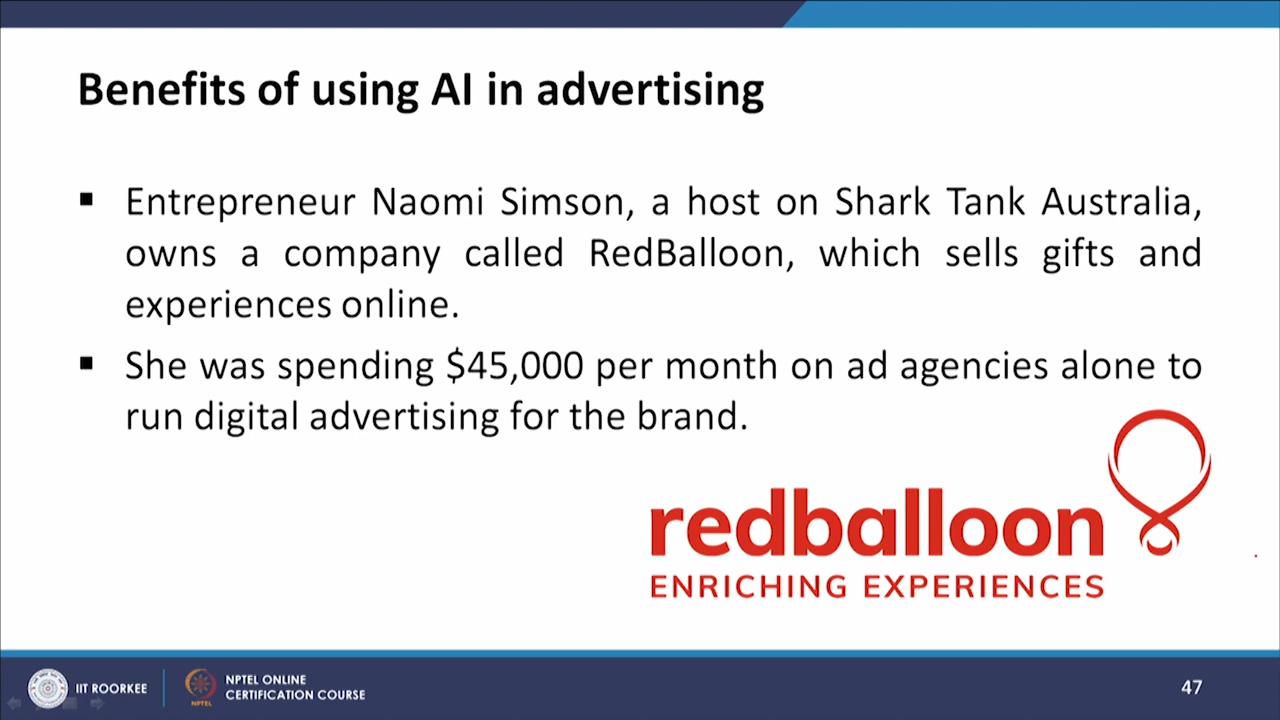 Benefits of using AI in advertising
▪ Entrepreneur Naomi Simson, a host on Shark Tank Australia,
owns a company called RedBalloon, which sells gifts and
experiences online.
▪ She was spending $45,000 per month on ad agencies alone to
run digital advertising for the brand.
redballoon
ENRICHING EXPERIENCES
IIT ROORKEE
NPTEL
NPTEL ONLINE
CERTIFICATION COURSE
47